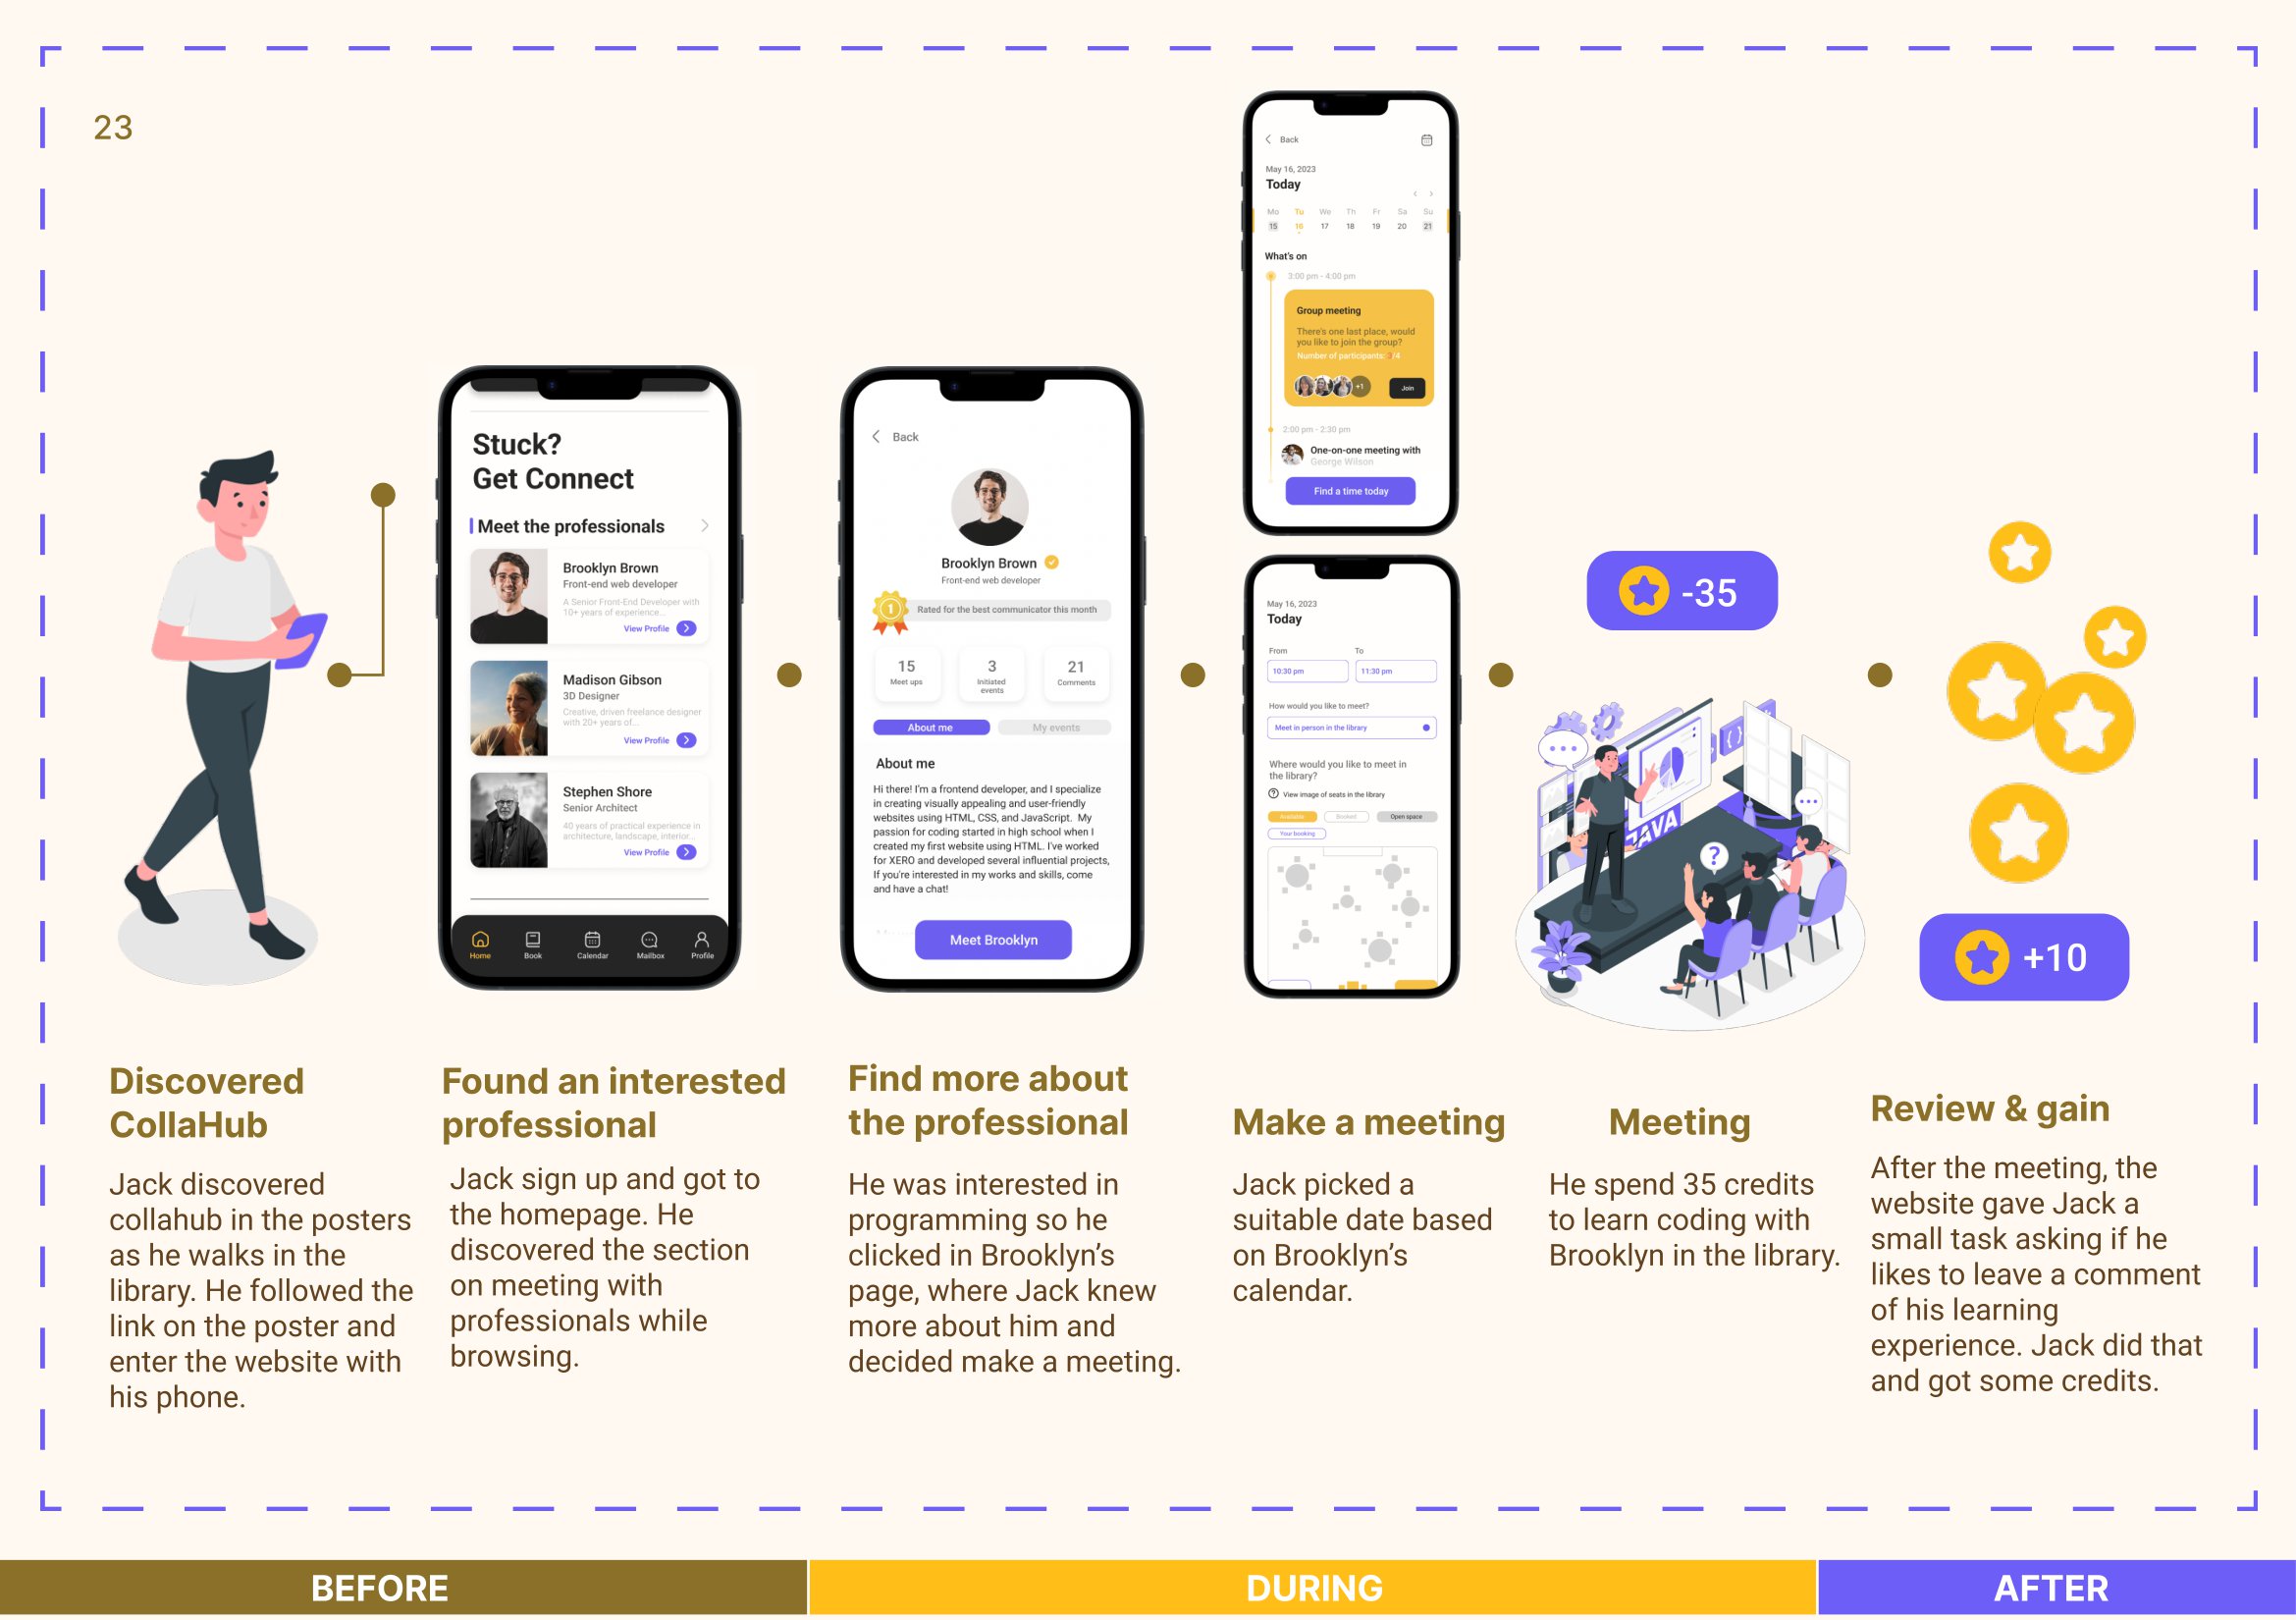 23
Stuck?
Get Connect
Meet the professionals
Brooklyn Brown
Front-end web developer
A Senior Front-End Developer with
10+ years of experience...
View Profile
Madison Gibson
3D Designer
Creative, driven freelance designer
with 20+ years of...
View Profile
Stephen Shore
Senior Architect
40 years of practical experience in
architecture, landscape, interior...
View Profile
Home Book Calendar Mailbox Profile
Back
Brooklyn Brown
Front-end web developer
1
Rated for the best communicator this month
15 3 21
Meet ups Initiated events Comments
About me My events
About me
Hi there! I'm a frontend developer, and I specialize
in creating visually appealing and user-friendly
websites using HTML, CSS, and JavaScript. My
passion for coding started in high school when I
created my first website using HTML. I've worked
for XERO and developed several influential projects,
If you're interested in my works and skills, come
and have a chat!
Meet Brooklyn
Back
May 16, 2023
Today
Mo Tu We Th Fr Sa Su
15 16 17 18 19 20 21
What's on
3:00 pm - 4:00 pm
Group meeting
There's one last place, would
you like to join the group?
Number of participants: 3/4
+1
Join
2:00 pm - 2:30 pm
One-on-one meeting with
George Wilson
Find a time today
May 16, 2023
Today
From To
10:30 pm 11:30 pm
How would you like to meet?
Meet in person in the library
Where would you like to meet in
the library?
? View image of seats in the library
Available Booked Open space
Your booking
-35
{ }
JAVA
?
+10
Discovered
CollaHub
Jack discovered
collahub in the posters
as he walks in the
library. He followed the
link on the poster and
enter the website with
his phone.
Found an interested
professional
Jack sign up and got to
the homepage. He
discovered the section
on meeting with
professionals while
browsing.
Find more about
the professional
He was interested in
programming so he
clicked in Brooklyn's
page, where Jack knew
more about him and
decided make a meeting.
Make a meeting
Jack picked a
suitable date based
on Brooklyn's
calendar.
Meeting
He spend 35 credits
to learn coding with
Brooklyn in the library.
Review & gain
After the meeting, the
website gave Jack a
small task asking if he
likes to leave a comment
of his learning
experience. Jack did that
and got some credits.
BEFORE
DURING
AFTER